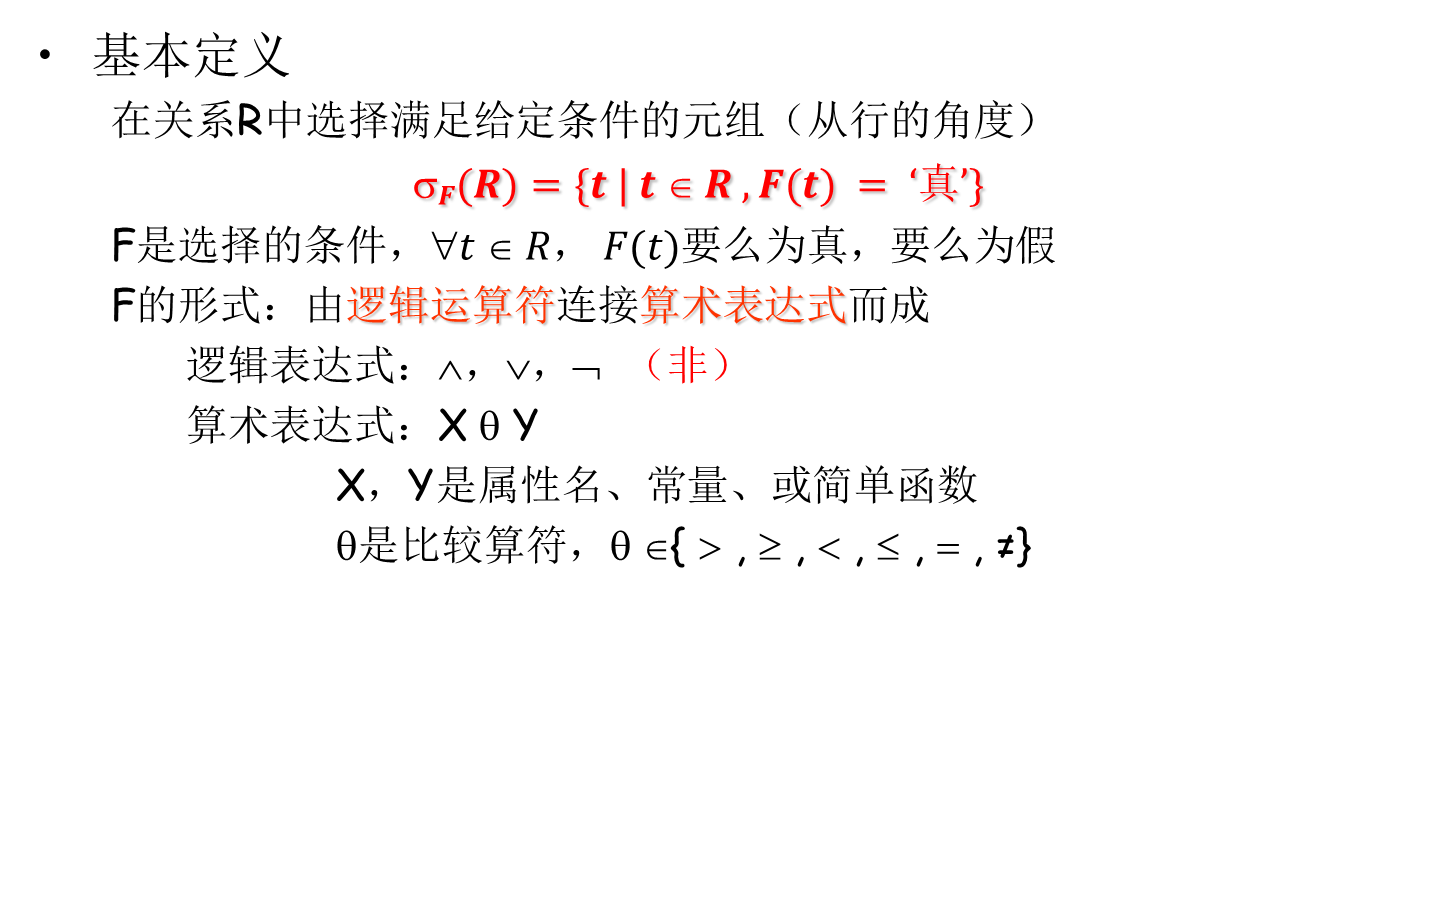 • 基本定义
在关系R中选择满足给定条件的元组（从行的角度）
σF(R) = {t | t ∈ R , F(t) = ‘真’}
F是选择的条件，∀t ∈ R， F(t)要么为真，要么为假
F的形式：由逻辑运算符连接算术表达式而成
逻辑表达式：∧，∨，¬ （非）
算术表达式：X θ Y
X，Y是属性名、常量、或简单函数
θ是比较算符，θ ∈{ > , ≥ , < , ≤ , = , ≠}